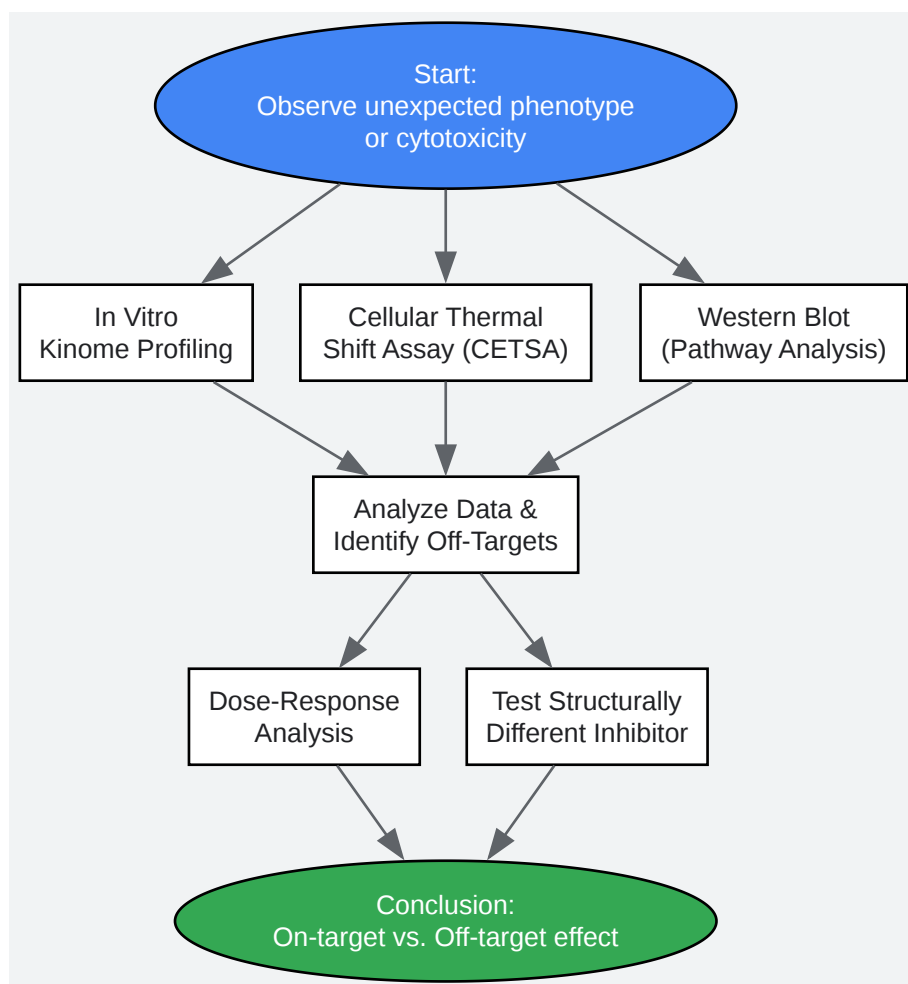 Start:
Observe unexpected phenotype
or cytotoxicity
In Vitro
Kinome Profiling
Cellular Thermal
Shift Assay (CETSA)
Western Blot
(Pathway Analysis)
Analyze Data &
Identify Off-Targets
Dose-Response
Analysis
Test Structurally
Different Inhibitor
Conclusion:
On-target vs. Off-target effect